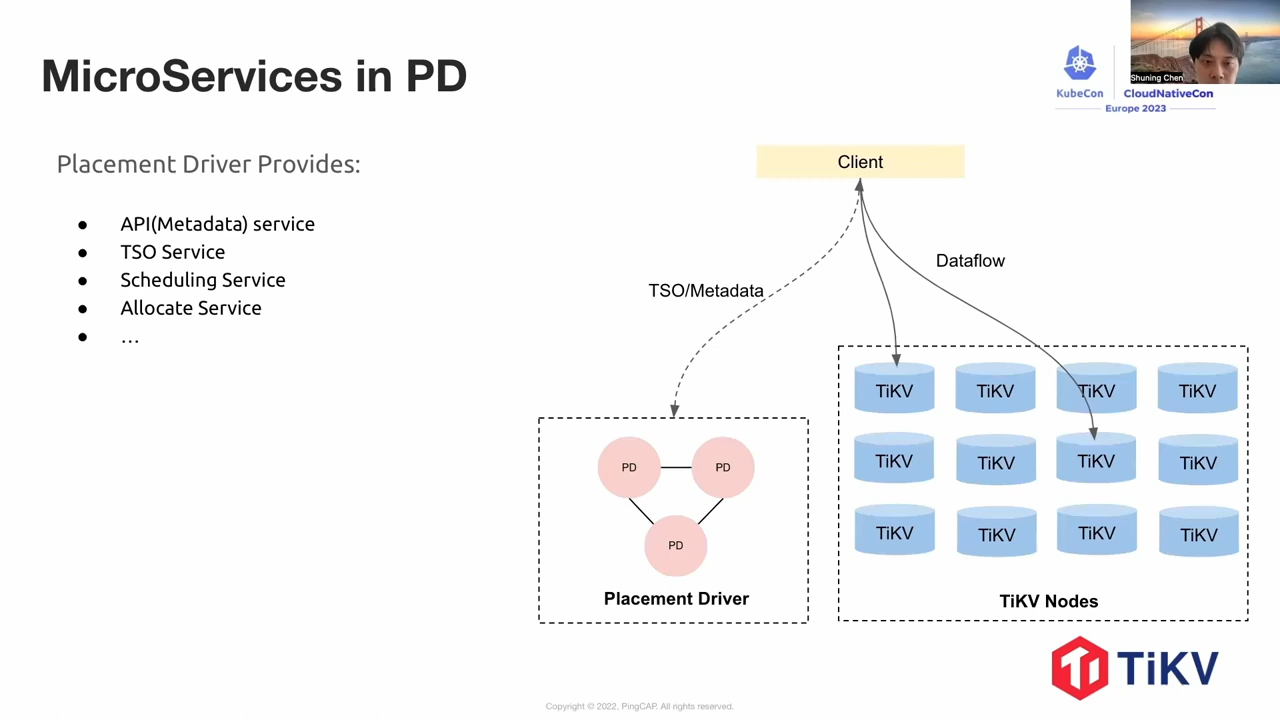 MicroServices in PD
KubeCon
CloudNativeCon
Europe 2023
Shuning Chen
Placement Driver Provides:
● API(Metadata) service
● TSO Service
● Scheduling Service
● Allocate Service
● …
Client
TSO/Metadata
Dataflow
PD
PD
PD
Placement Driver
TiKV
TiKV
TiKV
TiKV
TiKV
TiKV
TiKV
TiKV
TiKV
TiKV
TiKV
TiKV
TiKV Nodes
TiKV
Copyright © 2022, PingCAP. All rights reserved.